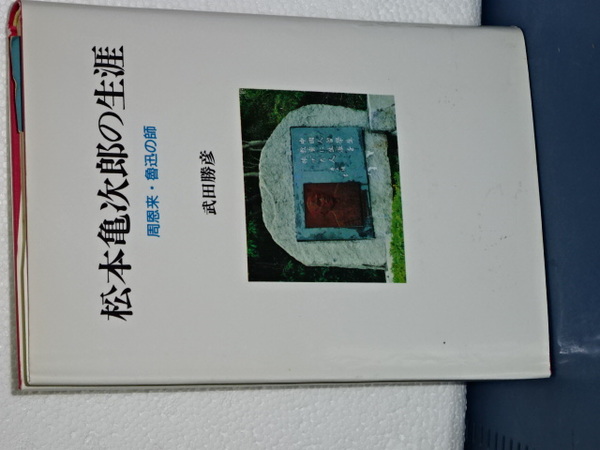 松本亀次郎の生涯
周恩来・魯迅の師
武田勝彦